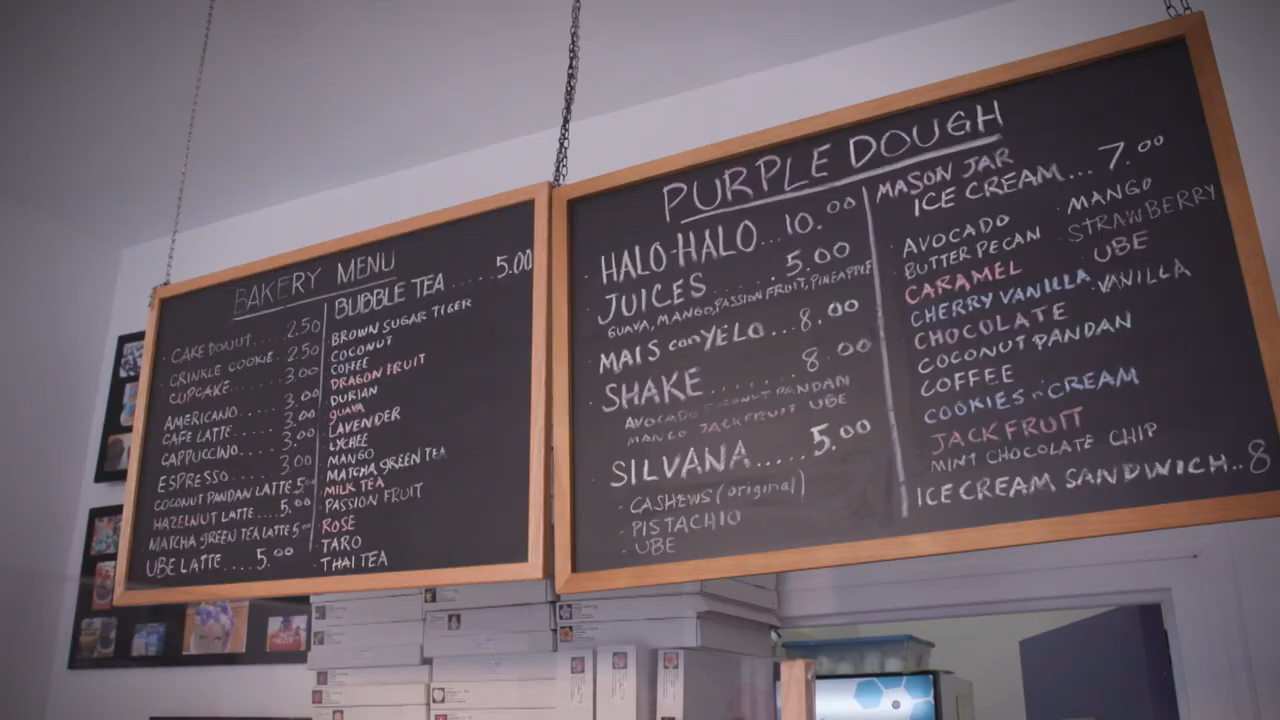 BAKERY MENU
CAKE DONUT.....2.50
CRINKLE COOKIE..2.50
CUPCAKE........3.00
AMERICANO.....3.00
CAFE LATTE.....3.00
CAPPUCCINO....3.00
ESPRESSO......3.00
COCONUT PANDAN LATTE 5.00
HAZELNUT LATTE....5.00
MATCHA GREEN TEA LATTE 5.00
UBE LATTE....5.00
BUBBLE TEA.....5.00
BROWN SUGAR TIGER
COCONUT
COFFEE
DRAGON FRUIT
DURIAN
GUAVA
LAVENDER
LYCHEE
MANGO
MATCHA GREEN TEA
MILK TEA
PASSION FRUIT
ROSE
TARO
THAI TEA
PURPLE DOUGH
HALO-HALO...10.00
JUICES.......5.00
GUAVA, MANGO, PASSION FRUIT, PINEAPPLE
MAIS con YELO...8.00
SHAKE.......8.00
AVOCADO COCONUT PANDAN
MANGO JACKFRUIT UBE
SILVANA.....5.00
- CASHEWS (original)
- PISTACHIO
- UBE
MASON JAR
ICE CREAM...7.00
AVOCADO
BUTTER PECAN
CARAMEL
CHERRY VANILLA
CHOCOLATE
COCONUT PANDAN
COFFEE
COOKIES n CREAM
JACKFRUIT
MINT CHOCOLATE CHIP
MANGO
STRAWBERRY
UBE
VANILLA
ICE CREAM SANDWICH..8.